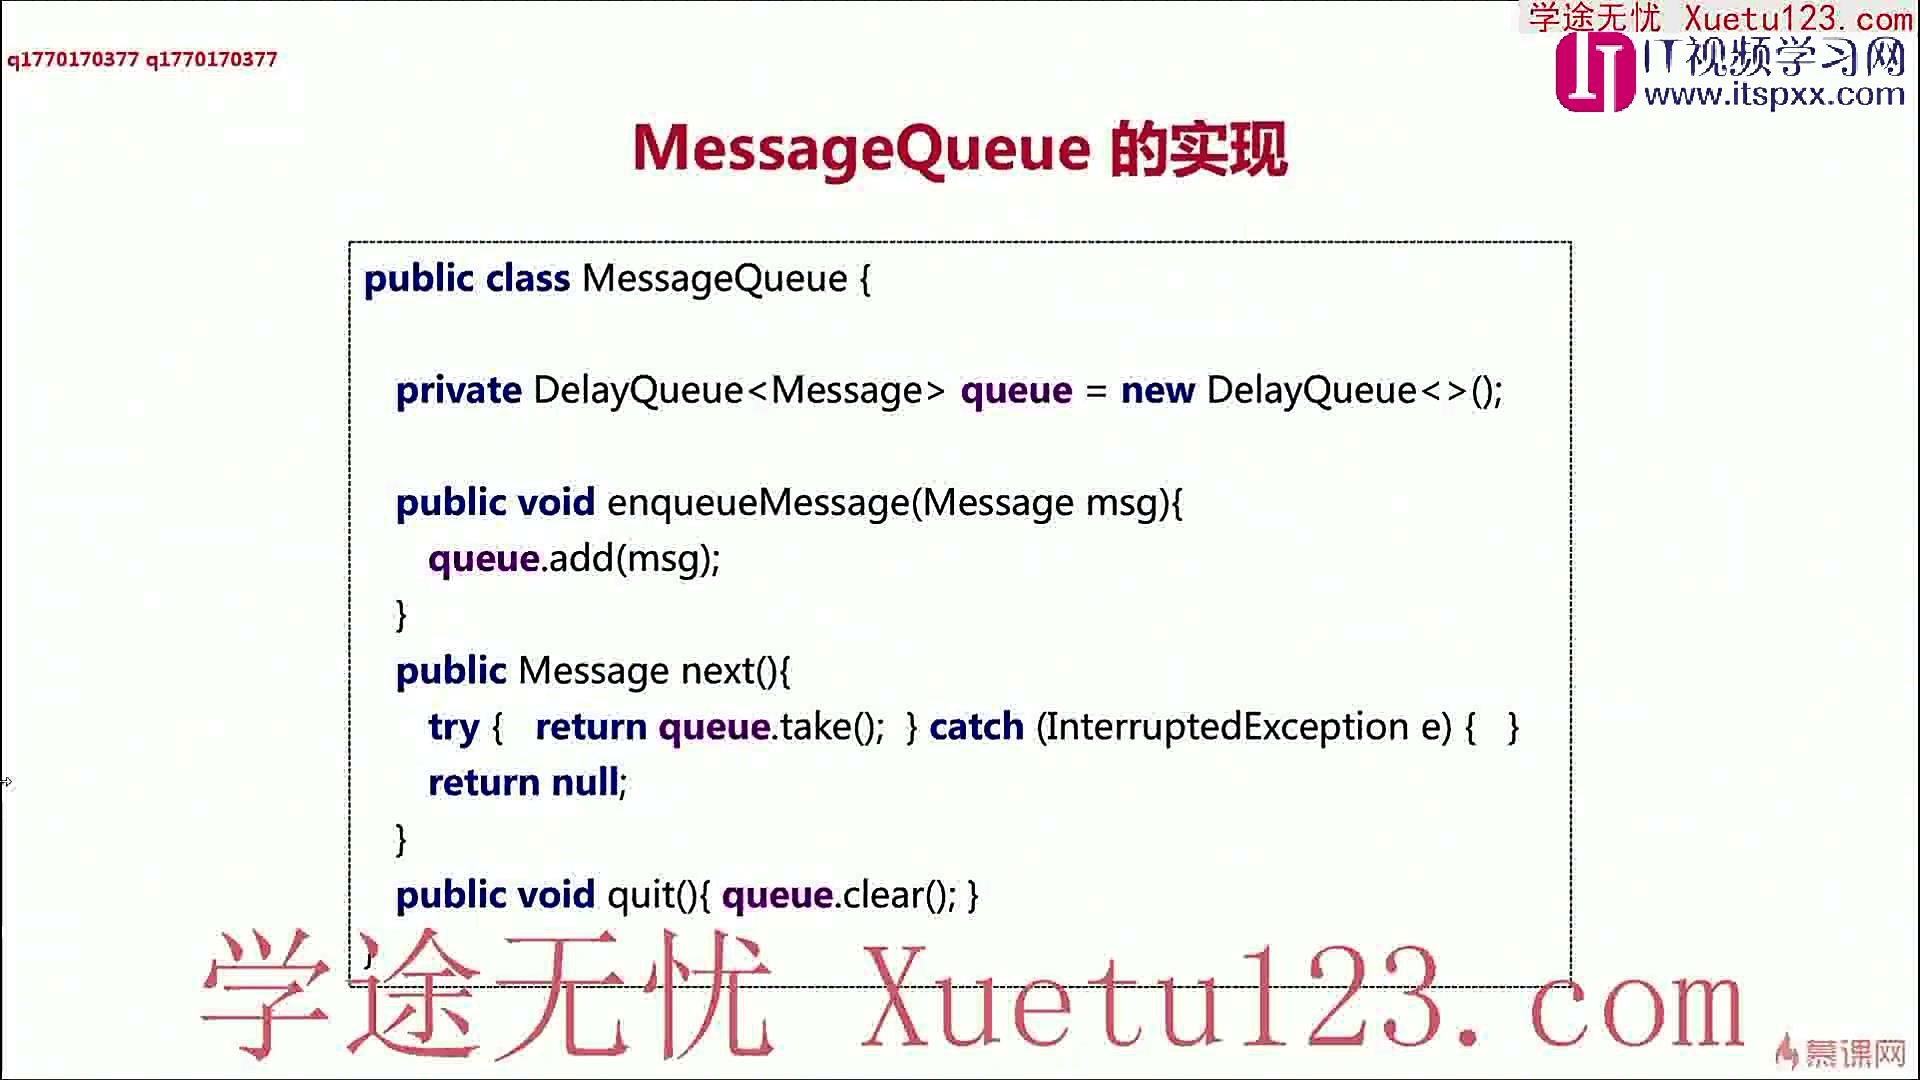 学途无忧 Xuetu123.com
q1770170377 q1770170377
IT视频学习网
www.itspxx.com
MessageQueue 的实现
public class MessageQueue {
private DelayQueue<Message> queue = new DelayQueue<>();
public void enqueueMessage(Message msg){
queue.add(msg);
}
public Message next(){
try { return queue.take(); } catch (InterruptedException e) { }
return null;
}
public void quit(){ queue.clear(); }
}
学途无忧 Xuetu123.com
慕课网